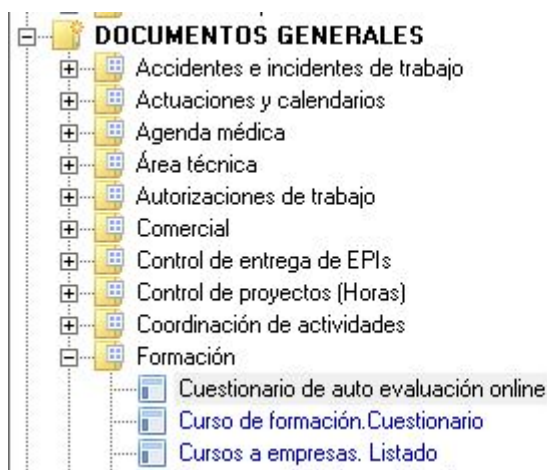 DOCUMENTOS GENERALES
Accidentes e incidentes de trabajo
Actuaciones y calendarios
Agenda médica
Área técnica
Autorizaciones de trabajo
Comercial
Control de entrega de EPIs
Control de proyectos (Horas)
Coordinación de actividades
Formación
Cuestionario de auto evaluación online
Curso de formación.Cuestionario
Cursos a empresas. Listado